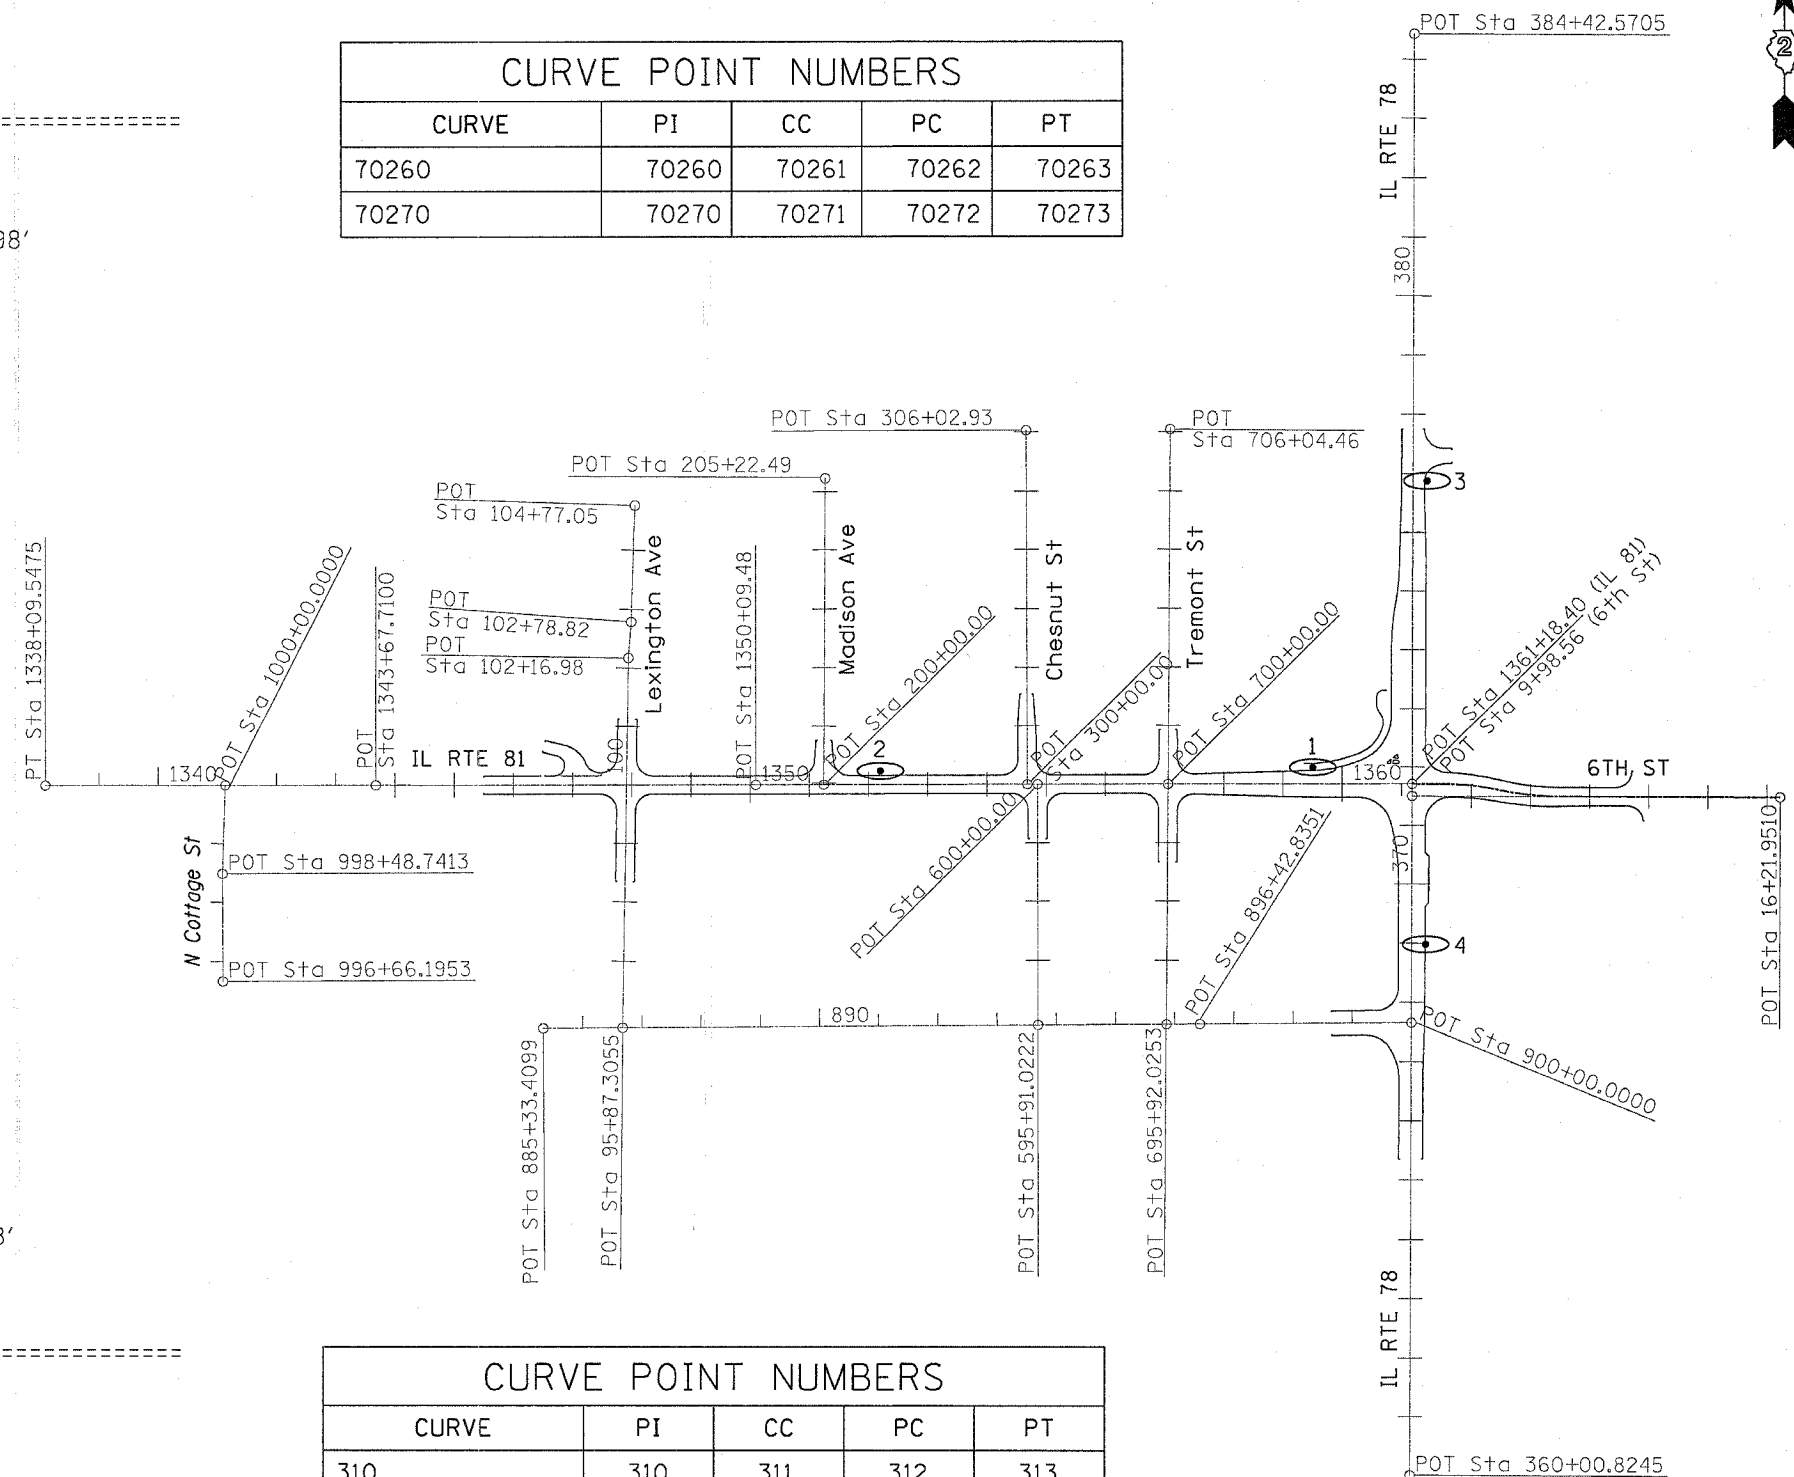 POT Sta 384+42.5705
2
CURVE POINT NUMBERS
CURVE PI CC PC PT
70260 70260 70261 70262 70263
70270 70270 70271 70272 70273
98'
IL RTE 78
380
POT Sta 306+02.93
POT
Sta 706+04.46
POT Sta 205+22.49
POT
Sta 104+77.05
3
PT Sta 1338+09.5475
POT Sta 1000+00.0000
POT
Sta 1343+67.7100
POT
Sta 102+78.82
POT
Sta 102+16.98
Lexington Ave
POT Sta 1350+09.48
Madison Ave
POT Sta 200+00.00
Chesnut St
POT
Sta 300+00.00
Tremont St
POT Sta 700+00.00
POT Sta 1361+18.40 (IL 81)
POT Sta 9+98.56 (6th St)
IL RTE 81
100
2
1
1340
1350
1360
6TH ST
N Cottage St
POT Sta 998+48.7413
POT Sta 996+66.1953
POT Sta 600+00.00
POT Sta 896+42.8351
370
4
POT Sta 16+21.9510
890
POT Sta 900+00.0000
POT Sta 885+33.4099
POT Sta 95+87.3055
POT Sta 595+91.0222
POT Sta 695+92.0253
IL RTE 78
CURVE POINT NUMBERS
CURVE PI CC PC PT
310 310 311 312 313
POT Sta 360+00.8245